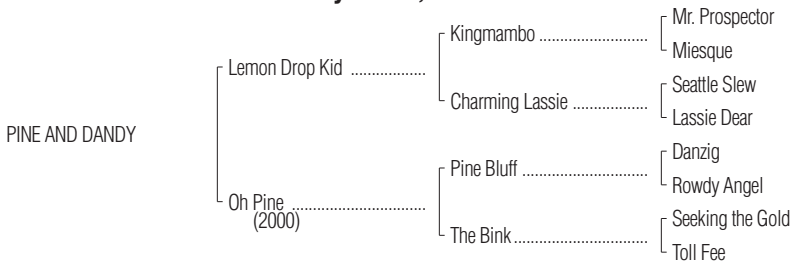 Mr. Prospector
Kingmambo ..........................
Miesque
Lemon Drop Kid ..................
Seattle Slew
Charming Lassie ..................
Lassie Dear
PINE AND DANDY
Danzig
Pine Bluff ..............................
Rowdy Angel
Oh Pine ................................
(2000)
Seeking the Gold
The Bink................................
Toll Fee